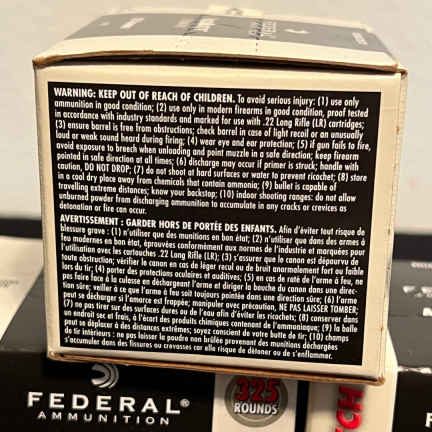 WARNING: KEEP OUT OF REACH OF CHILDREN. To avoid serious injury: (1) use only
ammunition in good condition; (2) use only in modern firearms in good condition, proof tested
in accordance with industry standards and marked for use with .22 Long Rifle (LR) cartridges;
(3) ensure barrel is free from obstructions; check barrel in case of light recoil or an unusually
loud or weak sound heard during firing; (4) wear eye and ear protection; (5) if gun fails to fire,
avoid exposure to breech when unloading and point muzzle in a safe direction; keep firearm
pointed in safe direction at all times; (6) discharge may occur if primer is struck; handle with
caution, DO NOT DROP; (7) do not shoot at hard surfaces or water to prevent ricochet; (8) store
in a cool dry place away from chemicals that contain ammonia; (9) bullet is capable of
travelling extreme distances; know your backstop; (10) indoor shooting ranges: do not allow
unburned powder from discharging ammunition to accumulate in any cracks or crevices as
detonation or fire can occur.
AVERTISSEMENT : GARDER HORS DE PORTÉE DES ENFANTS. Afin d'éviter tout risque de
blessure grave : (1) n'utiliser que des munitions en bon état; (2) n'utiliser que dans des armes à
feu modernes en bon état, éprouvées conformément aux normes de l'industrie et marquées pour
l'utilisation avec les cartouches .22 Long Rifle (LR); (3) s'assurer que le canon est dépourvu de
toute obstruction; vérifier le canon en cas de léger recul ou de bruit anormalement fort ou faible
lors du tir; (4) porter des protections oculaires et auditives; (5) en cas de raté de l'arme à feu, ne
pas faire face à la culasse en déchargeant l'arme et diriger la bouche du canon dans une direc-
tion sûre; veiller à ce que l'arme à feu soit toujours pointée dans une direction sûre; (6) l'arme
peut se décharger si l'amorce est frappée; manipuler avec précaution, NE PAS LAISSER TOMBER;
(7) ne pas tirer sur des surfaces dures ou de l'eau afin d'éviter les ricochets; (8) conserver dans
un endroit sec et frais, à l'écart des produits chimiques contenant de l'ammoniaque; (9) la balle
peut se déplacer à des distances extrêmes; soyez conscient de votre butte de tir; (10) champs
de tir intérieurs : ne pas laisser la poudre non brûlée provenant des munitions déchargées
s'accumuler dans des fissures ou crevasses car elle risque de détoner ou de s'enflammer.
FEDERAL®
AMMUNITION
325
ROUNDS